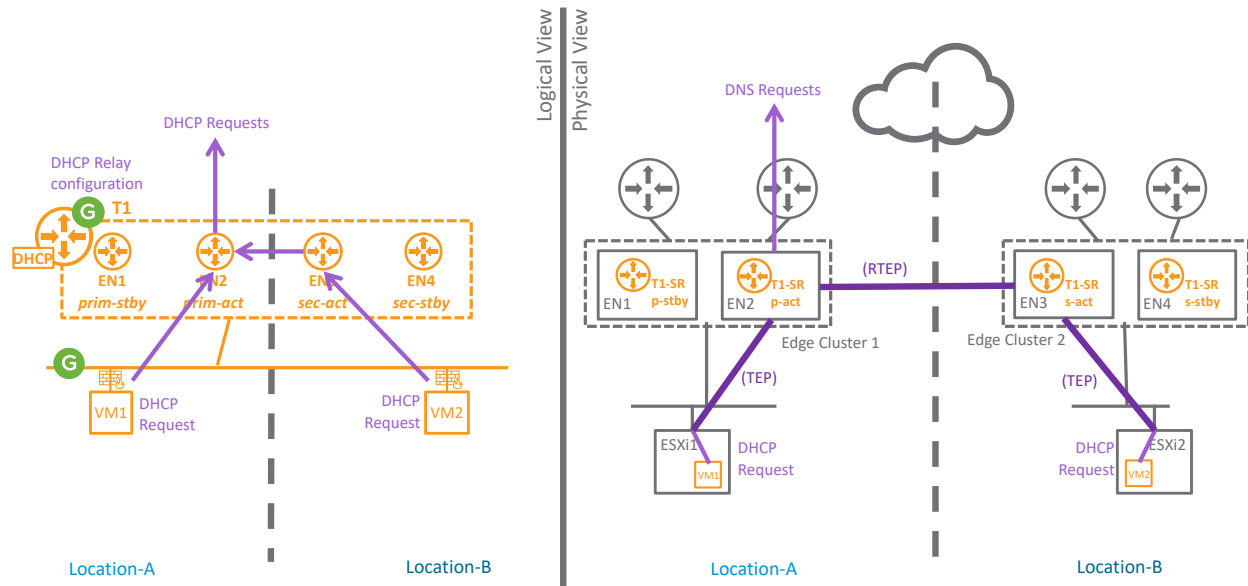 Logical View
Physical View
DHCP Requests
DHCP Relay
configuration
G
T1
DHCP
EN1
prim-stby
EN2
prim-act
sec-act
EN4
sec-stby
G
VM1
DHCP
Request
DHCP
Request
VM2
Location-A
Location-B
DNS Requests
T1-SR
p-stby
EN1
T1-SR
p-act
EN2
(RTEP)
T1-SR
s-act
EN3
T1-SR
s-stby
EN4
Edge Cluster 1
Edge Cluster 2
(TEP)
(TEP)
ESXi1
DHCP
Request
VM1
DHCP
Request
ESXi2
VM2
Location-A
Location-B